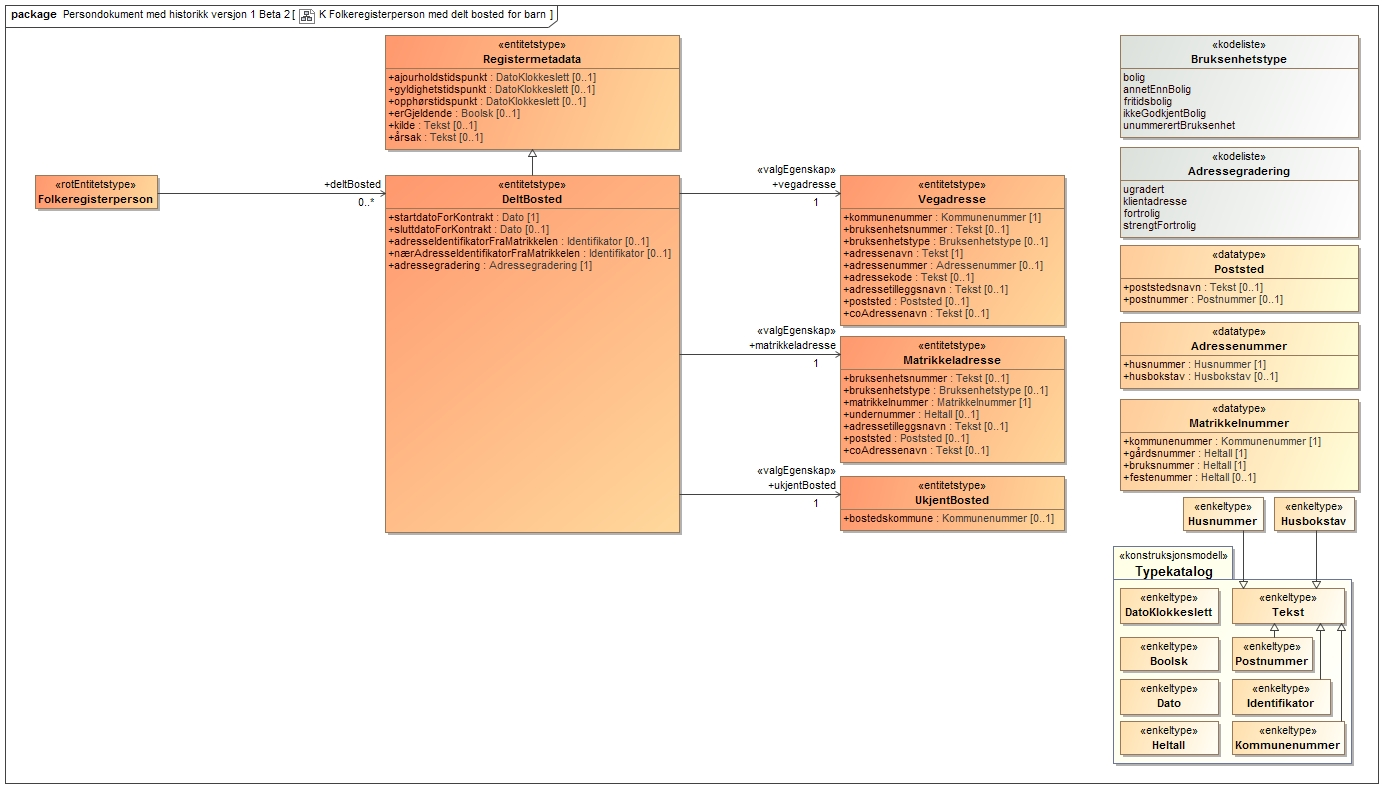 package Persondokument med historikk versjon 1 Beta 2 [ K Folkeregisterperson med delt bosted for barn ]
«entitetstype»
Registermetadata
+ajourholdstidspunkt : DatoKlokkeslett [0..1]
+gyldighetstidspunkt : DatoKlokkeslett [0..1]
+opphørstidspunkt : DatoKlokkeslett [0..1]
+erGjeldende : Boolsk [0..1]
+kilde : Tekst [0..1]
+årsak : Tekst [0..1]
«rotEntitetstype»
Folkeregisterperson
+deltBosted
0..*
«entitetstype»
DeltBosted
+startdatoForKontrakt : Dato [1]
+sluttdatoForKontrakt : Dato [0..1]
+adresseIdentifikatorFraMatrikkelen : Identifikator [0..1]
+nærAdresseIdentifikatorFraMatrikkelen : Identifikator [0..1]
+adressegradering : Adressegradering [1]
«valgEgenskap»
+vegadresse
1
«entitetstype»
Vegadresse
+kommunenummer : Kommunenummer [1]
+bruksenhetsnummer : Tekst [0..1]
+bruksenhetstype : Bruksenhetstype [0..1]
+adressenavn : Tekst [1]
+adressenummer : Adressenummer [0..1]
+adressekode : Tekst [0..1]
+adressetilleggsnavn : Tekst [0..1]
+poststed : Poststed [0..1]
+coAdressenavn : Tekst [0..1]
«valgEgenskap»
+matrikkeladresse
1
«entitetstype»
Matrikkeladresse
+bruksenhetsnummer : Tekst [0..1]
+bruksenhetstype : Bruksenhetstype [0..1]
+matrikkelnummer : Matrikkelnummer [1]
+undernummer : Heltall [0..1]
+adressetilleggsnavn : Tekst [0..1]
+poststed : Poststed [0..1]
+coAdressenavn : Tekst [0..1]
«valgEgenskap»
+ukjentBosted
1
«entitetstype»
UkjentBosted
+bostedskommune : Kommunenummer [0..1]
«kodeliste»
Bruksenhetstype
bolig
annetEnnBolig
fritidsbolig
ikkeGodkjentBolig
unummerertBruksenhet
«kodeliste»
Adressegradering
ugradert
klientadresse
fortrolig
strengtFortrolig
«datatype»
Poststed
+poststedsnavn : Tekst [0..1]
+postnummer : Postnummer [0..1]
«datatype»
Adressenummer
+husnummer : Husnummer [1]
+husbokstav : Husbokstav [0..1]
«datatype»
Matrikkelnummer
+kommunenummer : Kommunenummer [1]
+gårdsnummer : Heltall [1]
+bruksnummer : Heltall [1]
+festenummer : Heltall [0..1]
«enkeltype»
Husnummer
«enkeltype»
Husbokstav
«konstruksjonsmodell»
Typekatalog
«enkeltype»
DatoKlokkeslett
«enkeltype»
Tekst
«enkeltype»
Boolsk
«enkeltype»
Postnummer
«enkeltype»
Dato
«enkeltype»
Identifikator
«enkeltype»
Heltall
«enkeltype»
Kommunenummer